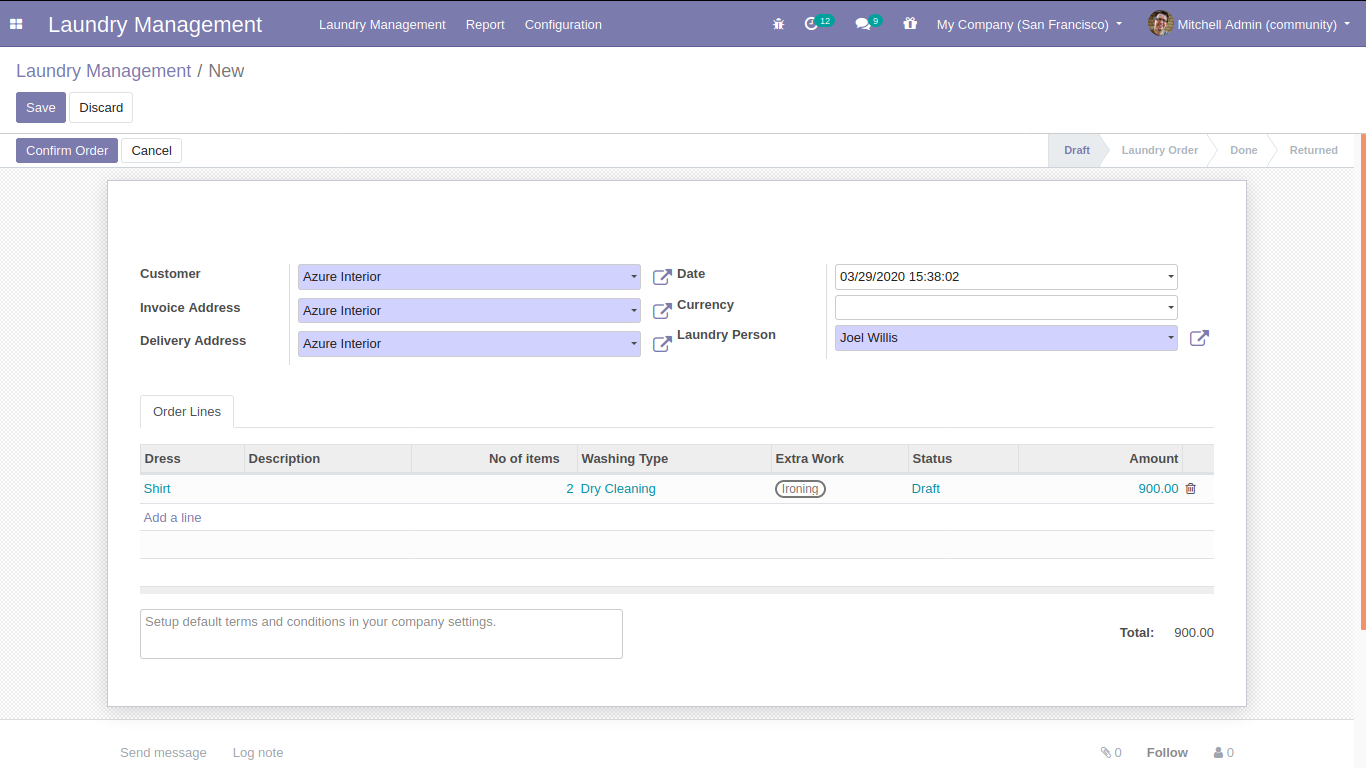 Laundry Management Laundry Management Report Configuration 12 9 My Company (San Francisco) Mitchell Admin (community)
Laundry Management / New
Save Discard
Confirm Order Cancel Draft Laundry Order Done Returned
Customer Azure Interior Date 03/29/2020 15:38:02
Invoice Address Azure Interior Currency
Delivery Address Azure Interior Laundry Person Joel Willis
Order Lines
Dress Description No of items Washing Type Extra Work Status Amount
Shirt 2 Dry Cleaning Ironing Draft 900.00
Add a line
Setup default terms and conditions in your company settings.
Total: 900.00
Send message Log note 0 Follow 0